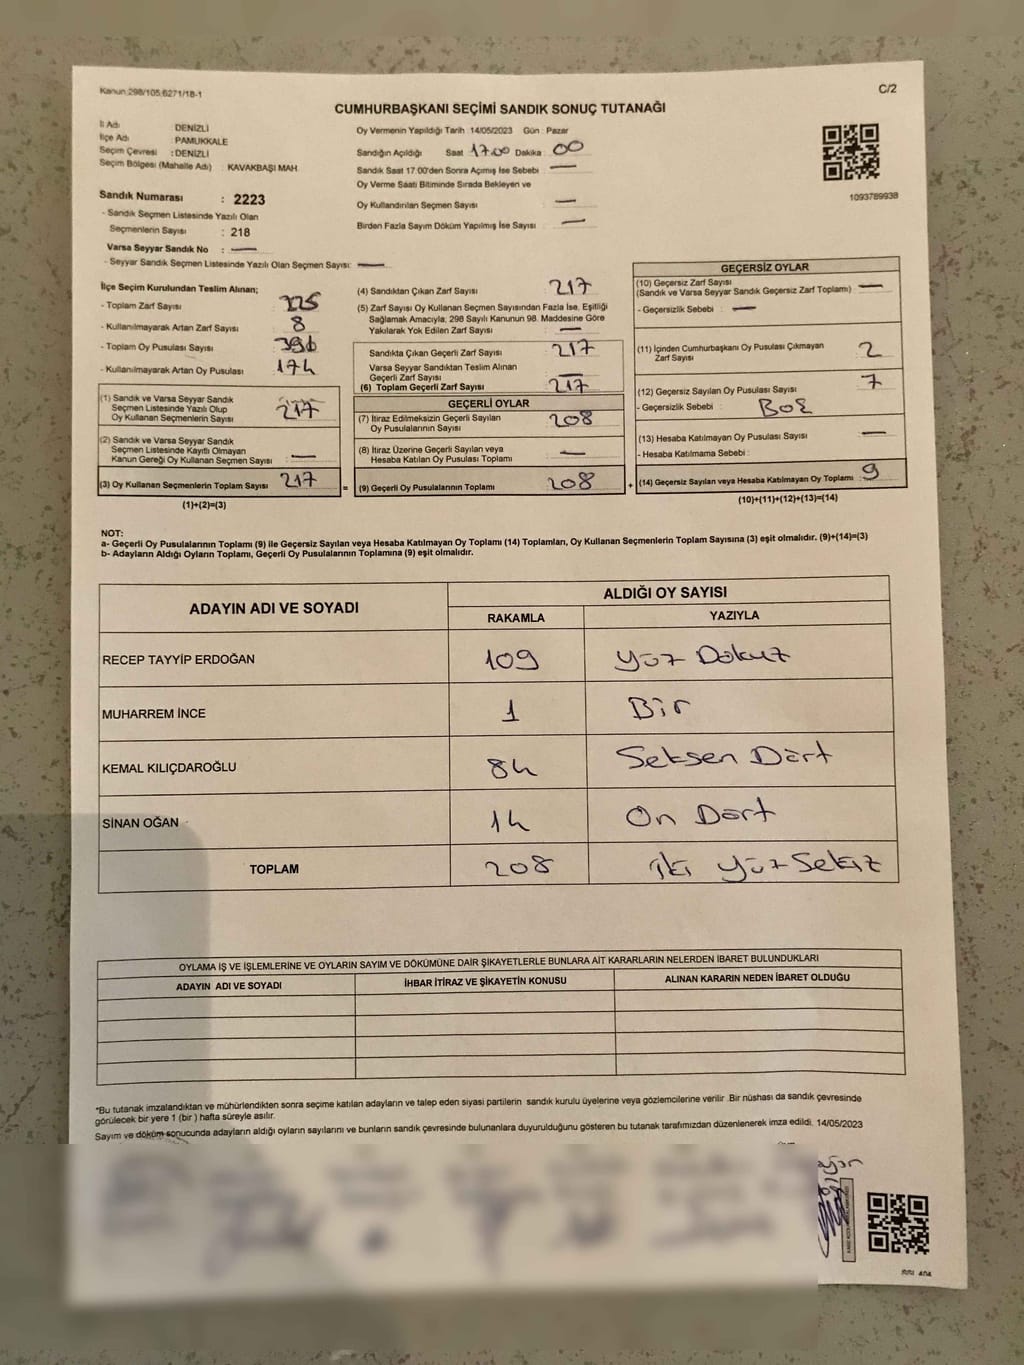 Kanun:298/105,6271/18-1
C/2
CUMHURBAŞKANI SEÇİMİ SANDIK SONUÇ TUTANAĞI
İl Adı : DENİZLİ
İlçe Adı : PAMUKKALE
Seçim Çevresi : DENİZLİ
Seçim Bölgesi (Mahalle Adı) : KAVAKBAŞI MAH
Sandık Numarası : 2223
- Sandık Seçmen Listesinde Yazılı Olan
Seçmenlerin Sayısı : 218
Varsa Seyyar Sandık No : —
- Seyyar Sandık Seçmen Listesinde Yazılı Olan Seçmen Sayısı: —
Oy Vermenin Yapıldığı Tarih 14/05/2023 Gün : Pazar
Sandığın Açıldığı Saat 17.00 Dakika : 00
Sandık Saat 17:00'den Sonra Açımış İse Sebebi : —
Oy Verme Saati Bitiminde Sırada Bekleyen ve
Oy Kullandırılan Seçmen Sayısı : —
Birden Fazla Sayım Döküm Yapılmış İse Sayısı : —
1093789938
İlçe Seçim Kurulundan Teslim Alınan;
- Toplam Zarf Sayısı : 225
- Kullanılmayarak Artan Zarf Sayısı : 8
- Toplam Oy Pusulası Sayısı :
- Kullanılmayarak Artan Oy Pusulası : 174
(1) Sandık ve Varsa Seyyar Sandık
Seçmen Listesinde Yazılı Olup
Oy Kullanan Seçmenlerin Sayısı : 217
(2) Sandık ve Varsa Seyyar Sandık
Seçmen Listesinde Kayıtlı Olmayan
Kanun Gereği Oy Kullanan Seçmen Sayısı : —
(3) Oy Kullanan Seçmenlerin Toplam Sayısı : 217
(1)+(2)=(3)
(4) Sandıktan Çıkan Zarf Sayısı : 217
(5) Zarf Sayısı Oy Kullanan Seçmen Sayısından Fazla İse, Eşitliği
Sağlamak Amacıyla; 298 Sayılı Kanunun 98. Maddesine Göre
Yakılarak Yok Edilen Zarf Sayısı : —
Sandıkta Çıkan Geçerli Zarf Sayısı : 217
Varsa Seyyar Sandıktan Teslim Alınan
Geçerli Zarf Sayısı : —
(6) Toplam Geçerli Zarf Sayısı : 217
GEÇERLİ OYLAR
(7) İtiraz Edilmeksizin Geçerli Sayılan
Oy Pusulalarının Sayısı : 208
(8) İtiraz Üzerine Geçerli Sayılan veya
Hesaba Katılan Oy Pusulası Toplamı : —
= (9) Geçerli Oy Pusulalarının Toplamı : 208
GEÇERSİZ OYLAR
(10) Geçersiz Zarf Sayısı
(Sandık ve Varsa Seyyar Sandık Geçersiz Zarf Toplamı) : —
- Geçersizlik Sebebi : —
(11) İçinden Cumhurbaşkanı Oy Pusulası Çıkmayan
Zarf Sayısı : 2
(12) Geçersiz Sayılan Oy Pusulası Sayısı : 7
- Geçersizlik Sebebi : BOŞ
(13) Hesaba Katılmayan Oy Pusulası Sayısı : —
- Hesaba Katılmama Sebebi :
+ (14) Geçersiz Sayılan veya Hesaba Katılmayan Oy Toplamı : 9
(10)+(11)+(12)+(13)=(14)
NOT:
a- Geçerli Oy Pusulalarının Toplamı (9) ile Geçersiz Sayılan veya Hesaba Katılmayan Oy Toplamı (14) Toplamları, Oy Kullanan Seçmenlerin Toplam Sayısına (3) eşit olmalıdır. (9)+(14)=(3)
b- Adayların Aldığı Oyların Toplamı, Geçerli Oy Pusulalarının Toplamına (9) eşit olmalıdır.
ADAYIN ADI VE SOYADI
ALDIĞI OY SAYISI
RAKAMLA YAZIYLA
RECEP TAYYİP ERDOĞAN 109 Yüz Dokuz
MUHARREM İNCE 1 Bir
KEMAL KILIÇDAROĞLU 84 Seksen Dört
SİNAN OĞAN 14 On Dört
TOPLAM 208 iki Yüz Sekiz
OYLAMA İŞ VE İŞLEMLERİNE VE OYLARIN SAYIM VE DÖKÜMÜNE DAİR ŞİKAYETLERLE BUNLARA AİT KARARLARIN NELERDEN İBARET BULUNDUKLARI
ADAYIN ADI VE SOYADI İHBAR İTİRAZ VE ŞİKAYETİN KONUSU ALINAN KARARIN NEDEN İBARET OLDUĞU
*Bu tutanak imzalandıktan ve mühürlendikten sonra seçime katılan adayların ve talep eden siyasi partilerin sandık kurulu üyelerine veya gözlemcilerine verilir. Bir nüshası da sandık çevresinde
görülecek bir yere 1 (bir) hafta süreyle asılır.
Sayım ve döküm sonucunda adayların aldığı oyların sayılarını ve bunların sandık çevresinde bulunanlara duyurulduğunu gösteren bu tutanak tarafımızdan düzenlenerek imza edildi. 14/05/2023